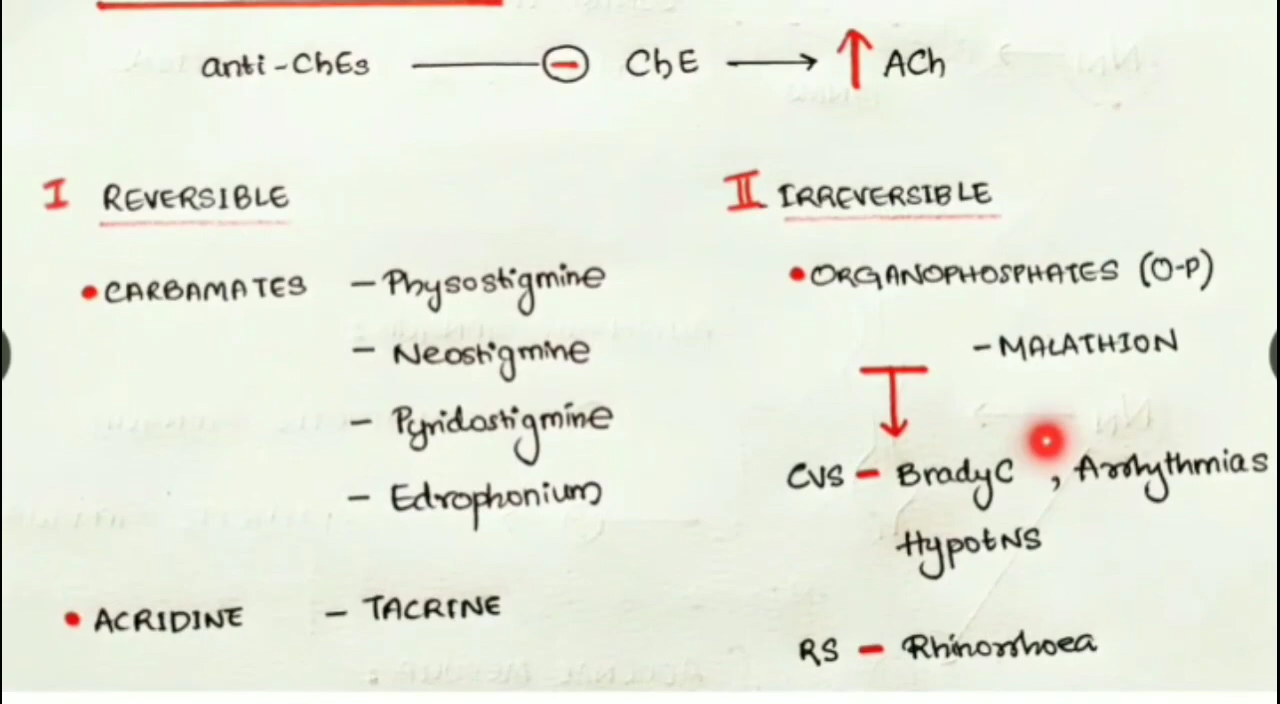 anti-ChEs ⊖ ChE → ↑ ACh
I REVERSIBLE
• CARBAMATES - Physostigmine
- Neostigmine
- Pyridostigmine
- Edrophonium
• ACRIDINE - TACRINE
II IRREVERSIBLE
• ORGANOPHOSPHATES (O-P)
- MALATHION
CVS - BradyC , Arrhythmias
HypotNS
RS - Rhinorrhoea